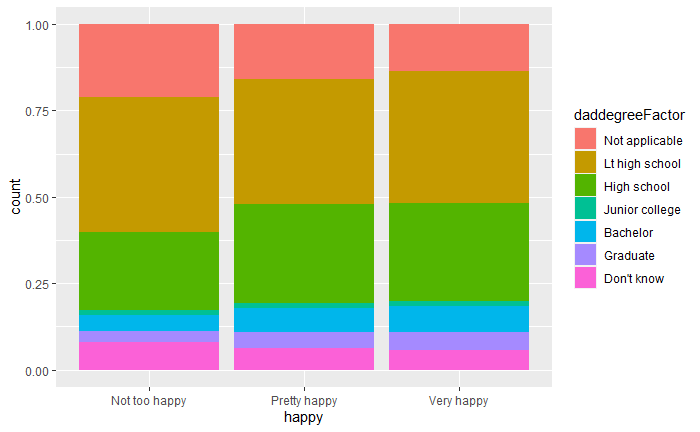 1.00
0.75
0.50
0.25
0.00
count
Not too happy
Pretty happy
Very happy
happy
daddegreeFactor
Not applicable
Lt high school
High school
Junior college
Bachelor
Graduate
Don't know